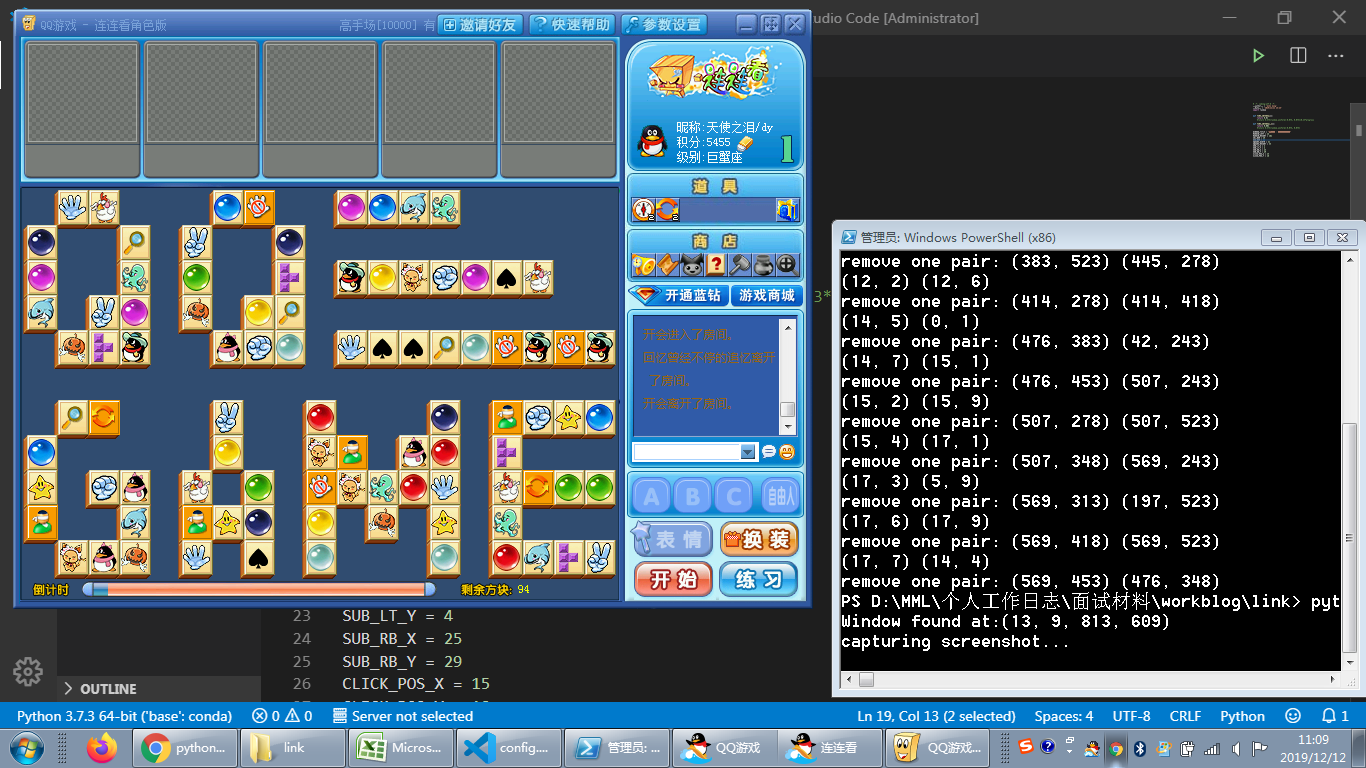 QQ游戏 - 连连看角色版
高手场[10000] 有
邀请好友
快速帮助
参数设置
udio Code [Administrator]
连连看
昵称:天使之泪/dy
积分:5455
级别:巨蟹座
1
道 具
2
2
商 店
开通蓝钻
游戏商城
开会进入了房间。
回忆曾经不停的追忆离开
了房间。
开会离开了房间。
A
B
C
自由人
表 情
换 装
开 始
练 习
倒计时
剩余方块: 94
3*
管理员: Windows PowerShell (x86)
remove one pair: (383, 523) (445, 278)
(12, 2) (12, 6)
remove one pair: (414, 278) (414, 418)
(14, 5) (0, 1)
remove one pair: (476, 383) (42, 243)
(14, 7) (15, 1)
remove one pair: (476, 453) (507, 243)
(15, 2) (15, 9)
remove one pair: (507, 278) (507, 523)
(15, 4) (17, 1)
remove one pair: (507, 348) (569, 243)
(17, 3) (5, 9)
remove one pair: (569, 313) (197, 523)
(17, 6) (17, 9)
remove one pair: (569, 418) (569, 523)
(17, 7) (14, 4)
remove one pair: (569, 453) (476, 348)
PS D:\MML\个人工作日志\面试材料\workblog\link> pyt
Window found at:(13, 9, 813, 609)
capturing screenshot...
23 SUB_LT_Y = 4
24 SUB_RB_X = 25
25 SUB_RB_Y = 29
26 CLICK_POS_X = 15
OUTLINE
Python 3.7.3 64-bit ('base': conda)
0
0
Server not selected
Ln 19, Col 13 (2 selected)
Spaces: 4
UTF-8
CRLF
Python
1
python...
link
Micros...
config....
管理员: ...
QQ游戏
连连看
QQ游戏...
11:09
2019/12/12